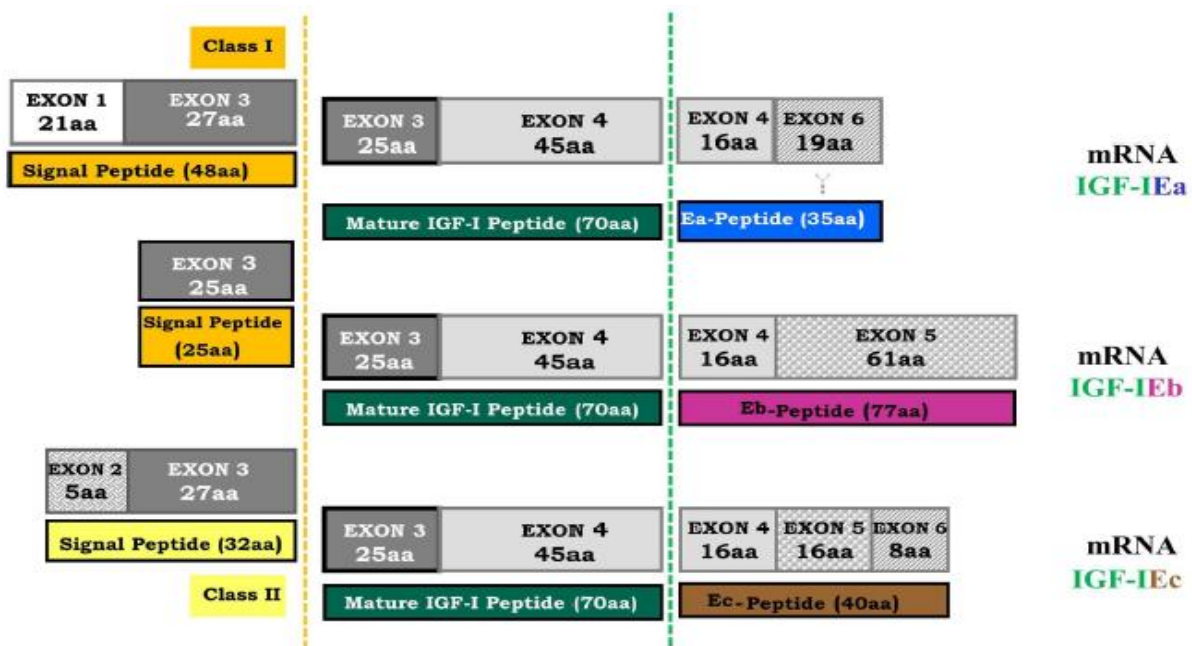 Class I
EXON 1
21aa
EXON 3
27aa
Signal Peptide (48aa)
EXON 3
25aa
EXON 4
45aa
EXON 4
16aa
EXON 6
19aa
mRNA
IGF-IEa
Mature IGF-I Peptide (70aa)
Ea-Peptide (35aa)
EXON 3
25aa
Signal Peptide
(25aa)
EXON 3
25aa
EXON 4
45aa
EXON 4
16aa
EXON 5
61aa
mRNA
IGF-IEb
Mature IGF-I Peptide (70aa)
Eb-Peptide (77aa)
EXON 2
5aa
EXON 3
27aa
Signal Peptide (32aa)
Class II
EXON 3
25aa
EXON 4
45aa
EXON 4
16aa
EXON 5
16aa
EXON 6
8aa
mRNA
IGF-IEc
Mature IGF-I Peptide (70aa)
Ec-Peptide (40aa)